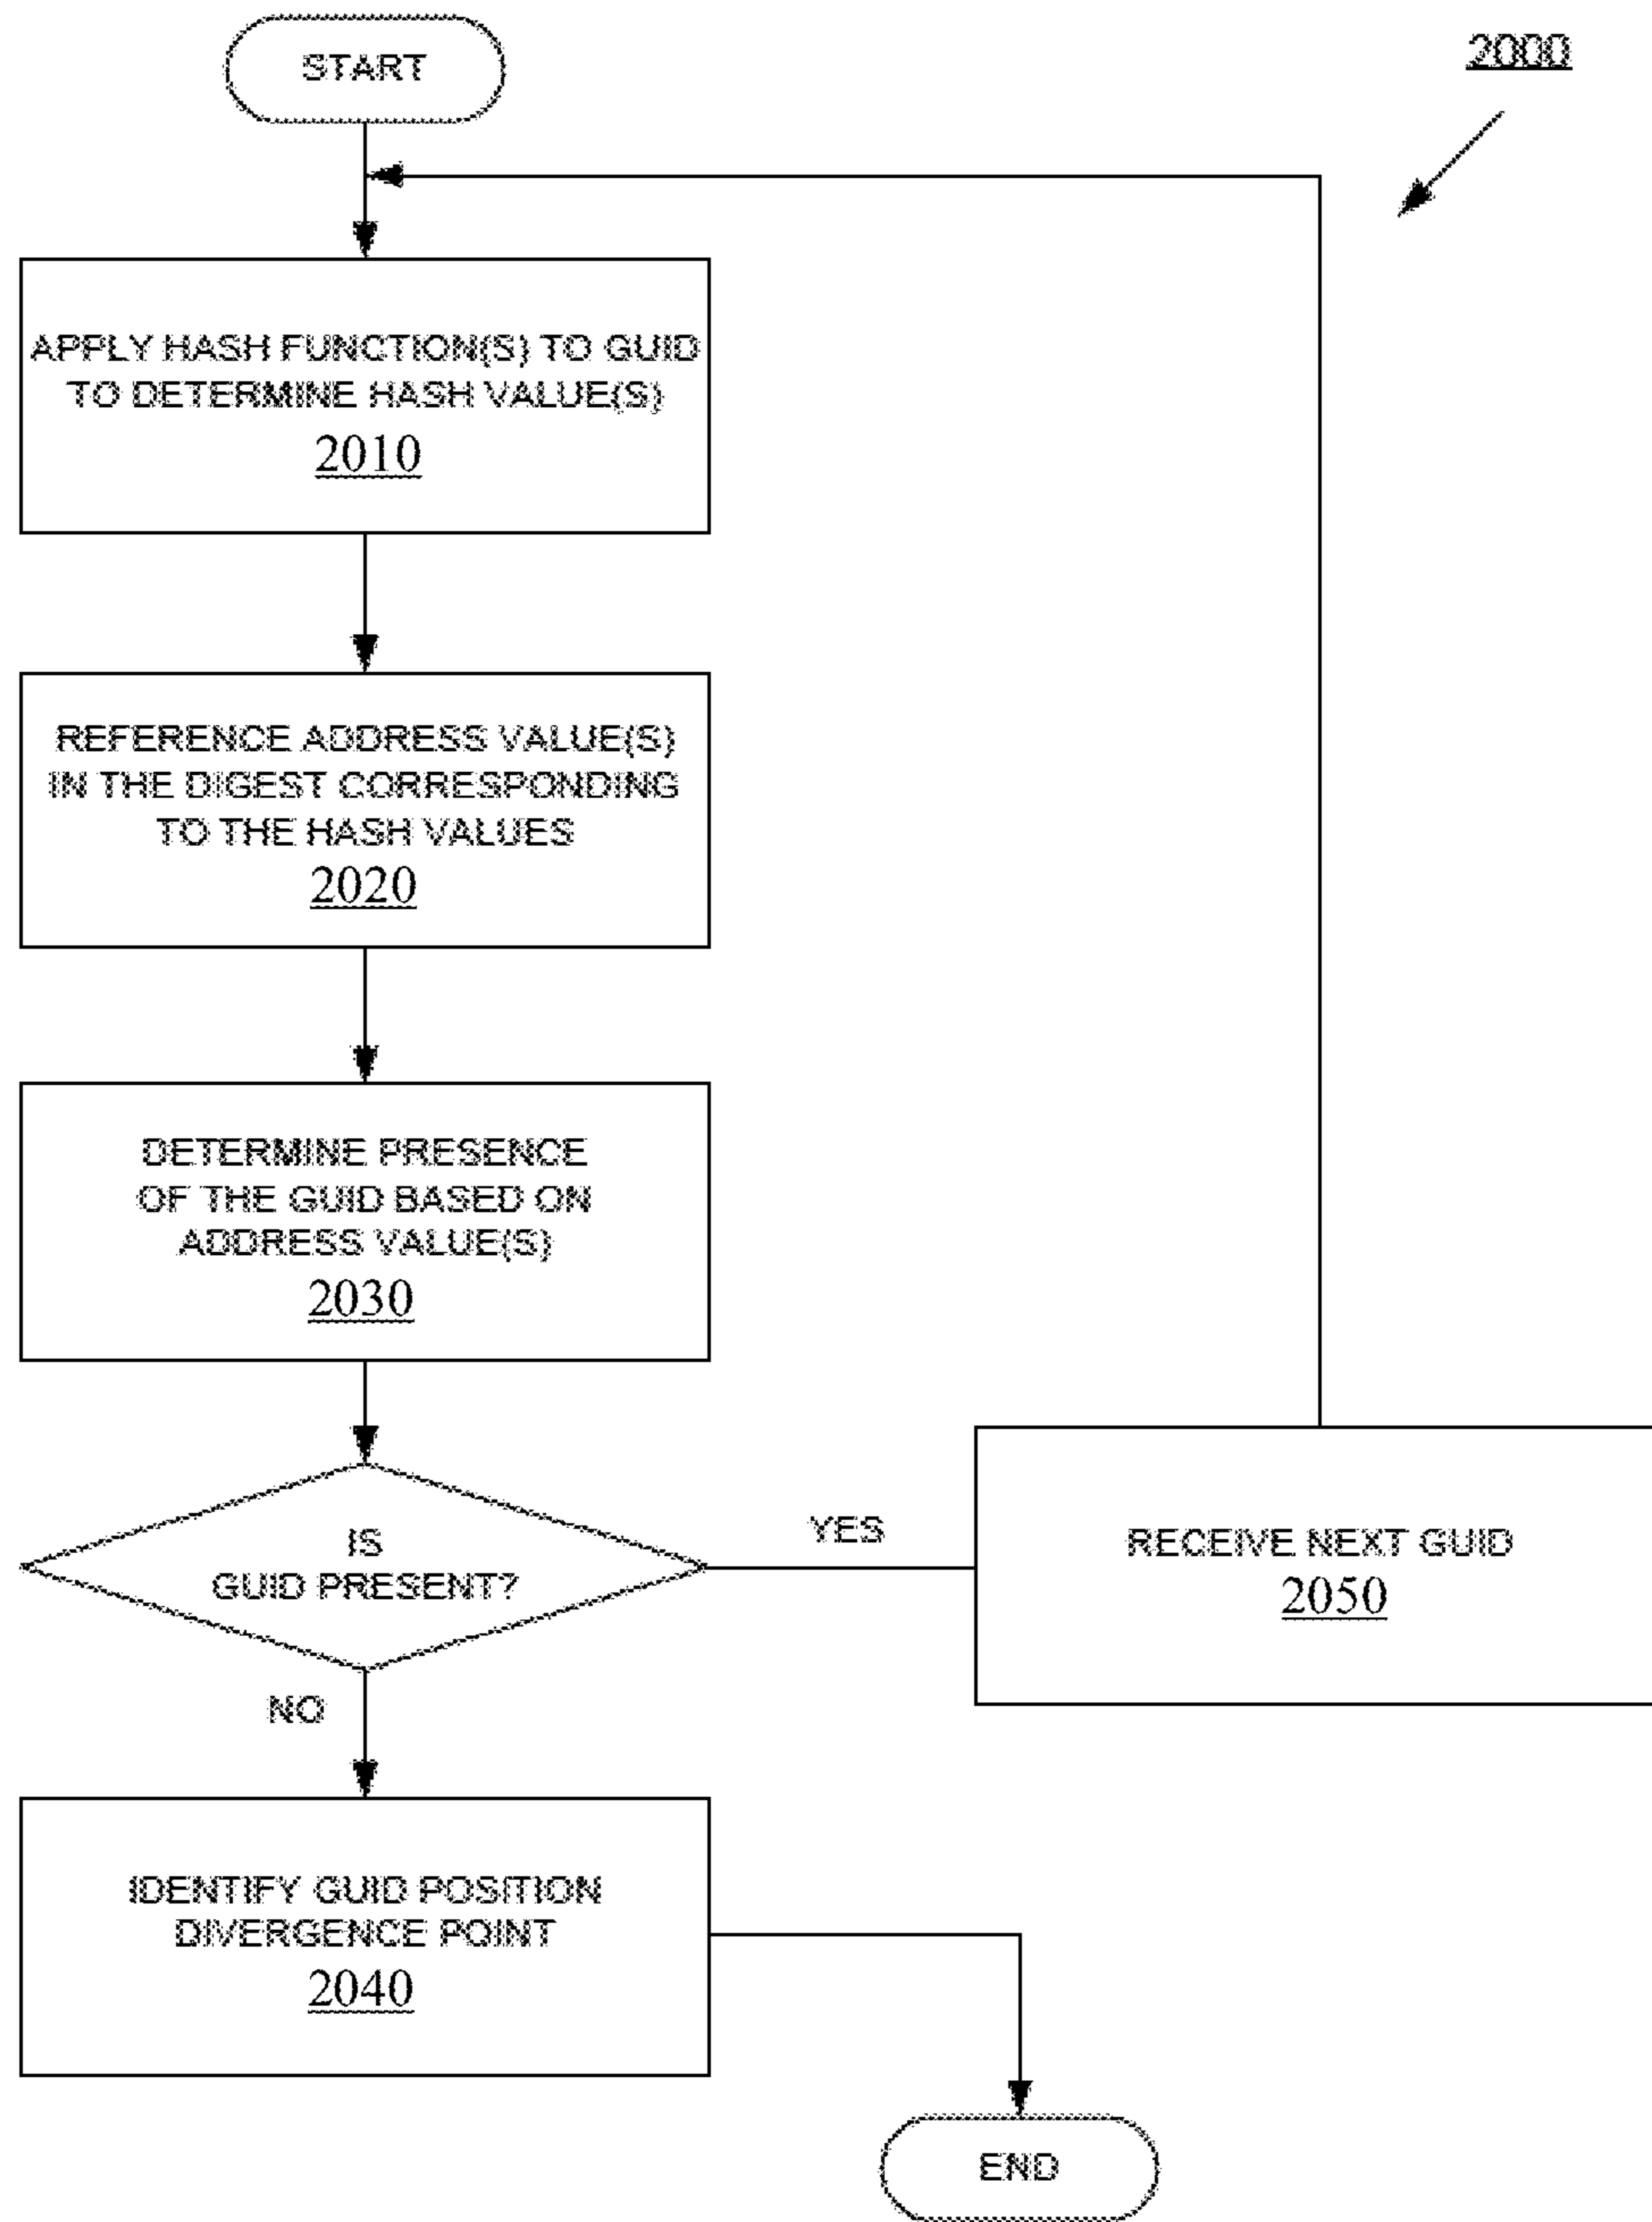 START
2000
APPLY HASH FUNCTION(S) TO GUID
TO DETERMINE HASH VALUE(S)
2010
REFERENCE ADDRESS VALUE(S)
IN THE DIGEST CORRESPONDING
TO THE HASH VALUES
2020
DETERMINE PRESENCE
OF THE GUID BASED ON
ADDRESS VALUE(S)
2030
IS
GUID PRESENT?
YES
RECEIVE NEXT GUID
2050
NO
IDENTIFY GUID POSITION
DIVERGENCE POINT
2040
END